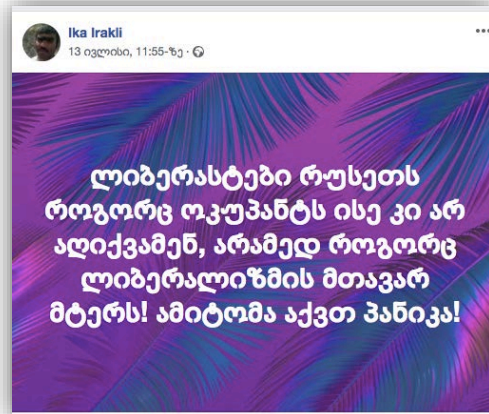 Ika Irakli
13 ივლისი, 11:55-ზე ·
ლიბერასტები რუსეთს
როგორც ოკუპანტს ისე კი არ
აღიქვამენ, არამედ როგორც
ლიბერალიზმის მთავარ
მტერს! ამიტომა აქვთ პანიკა!